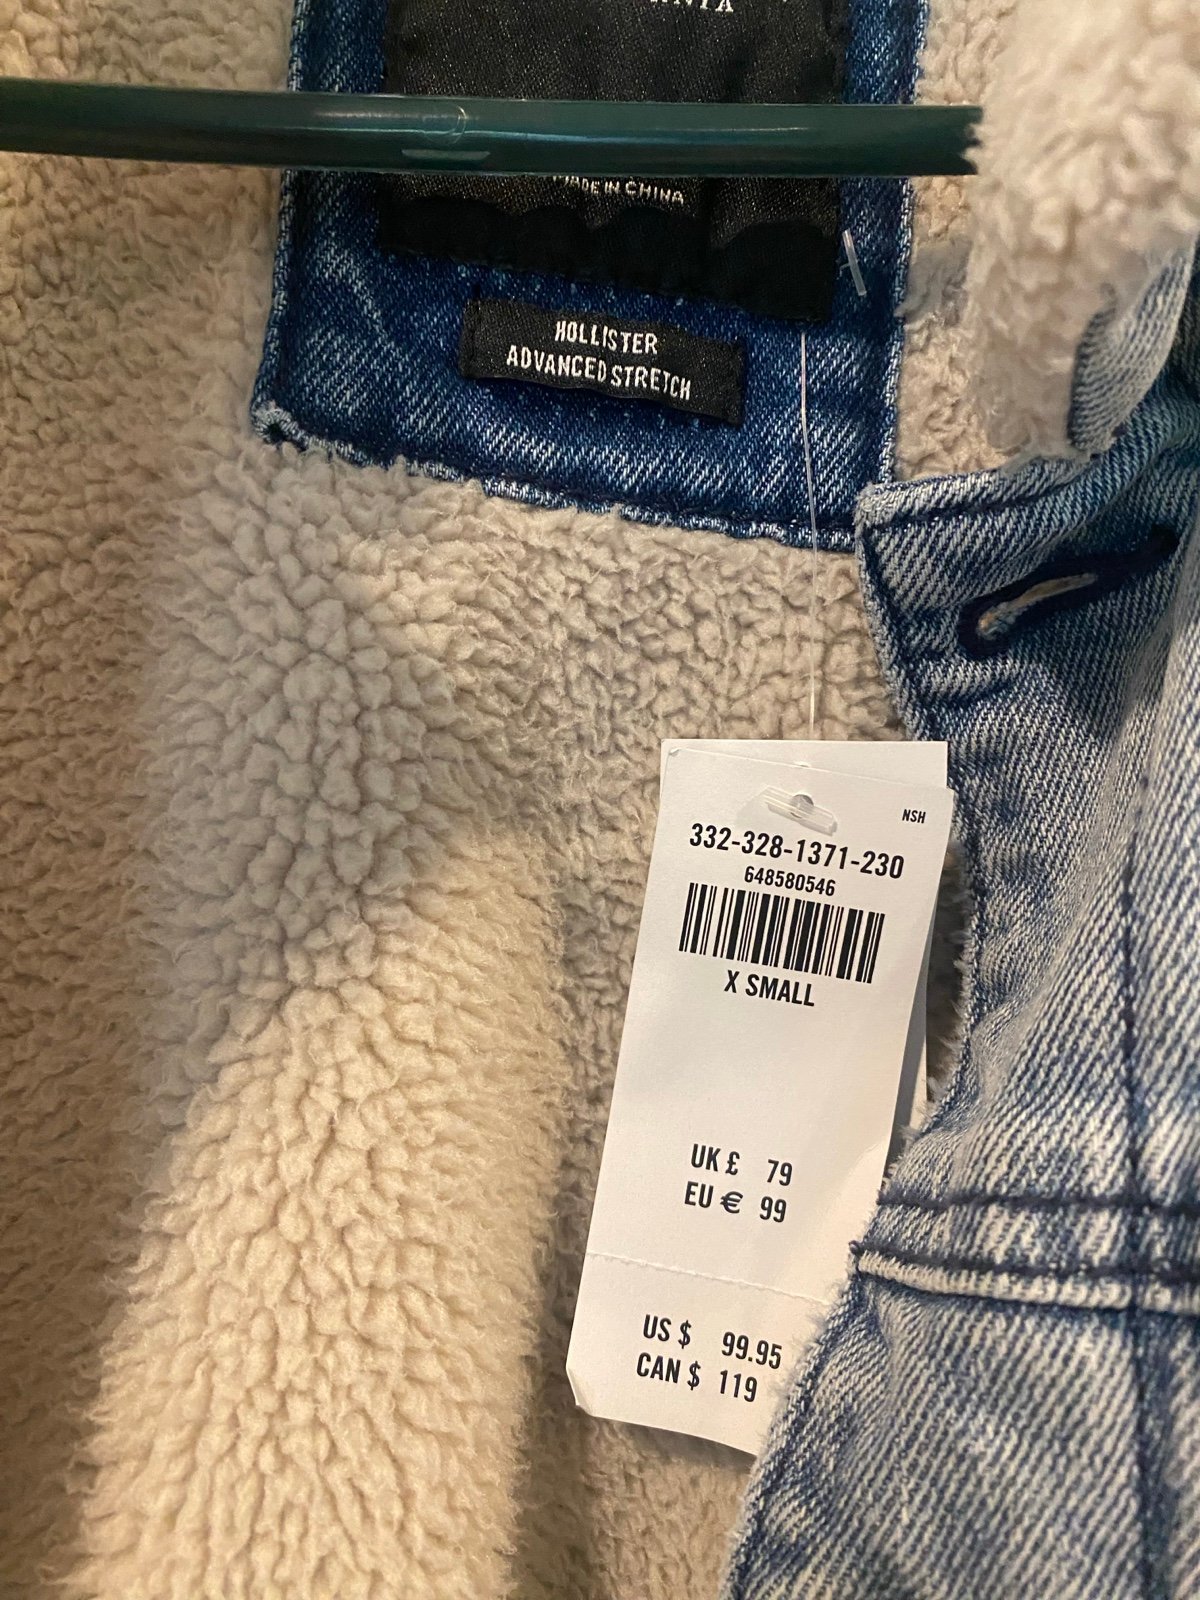 MADE IN CHINA
HOLLISTER
ADVANCED STRETCH
NSH
332-328-1371-230
648580546
X SMALL
UK £ 79
EU € 99
US $ 99.95
CAN $ 119